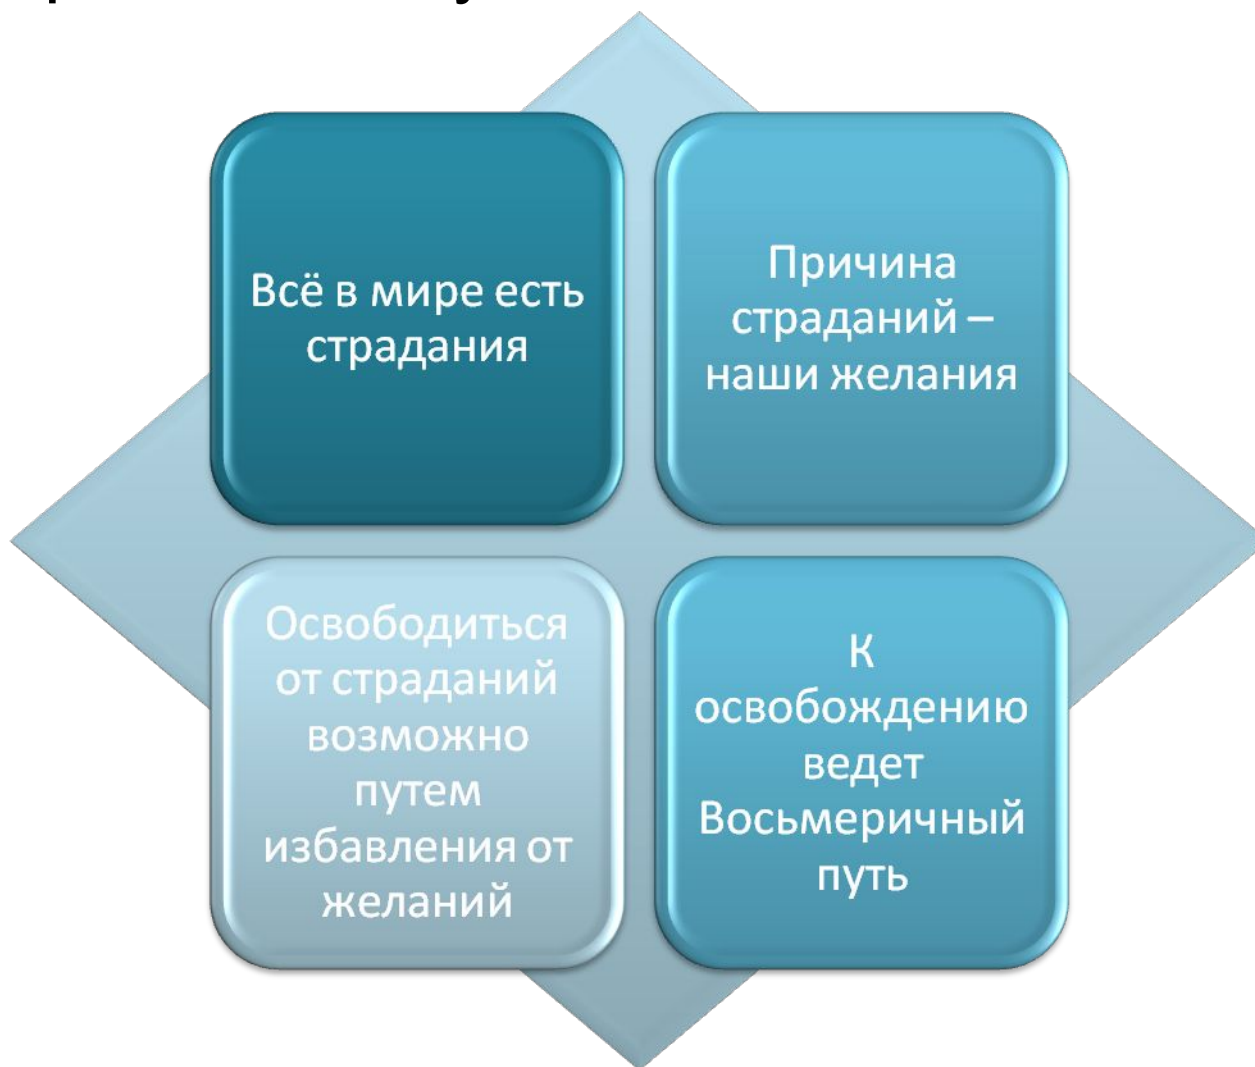 Всё в мире есть
страдания
Причина
страданий –
наши желания
Освободиться
от страданий
возможно
путем
избавления от
желаний
К
освобождению
ведет
Восьмеричный
путь